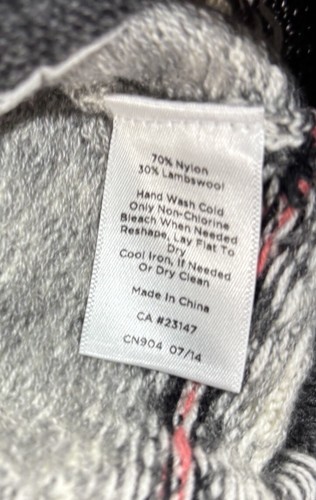 70% Nylon
30% Lambswool
Hand Wash Cold
Only Non-Chlorine
Bleach When Needed
Reshape, Lay Flat To
Dry
Cool Iron, If Needed
Or Dry Clean
Made In China
CA #23147
CN904 07/14